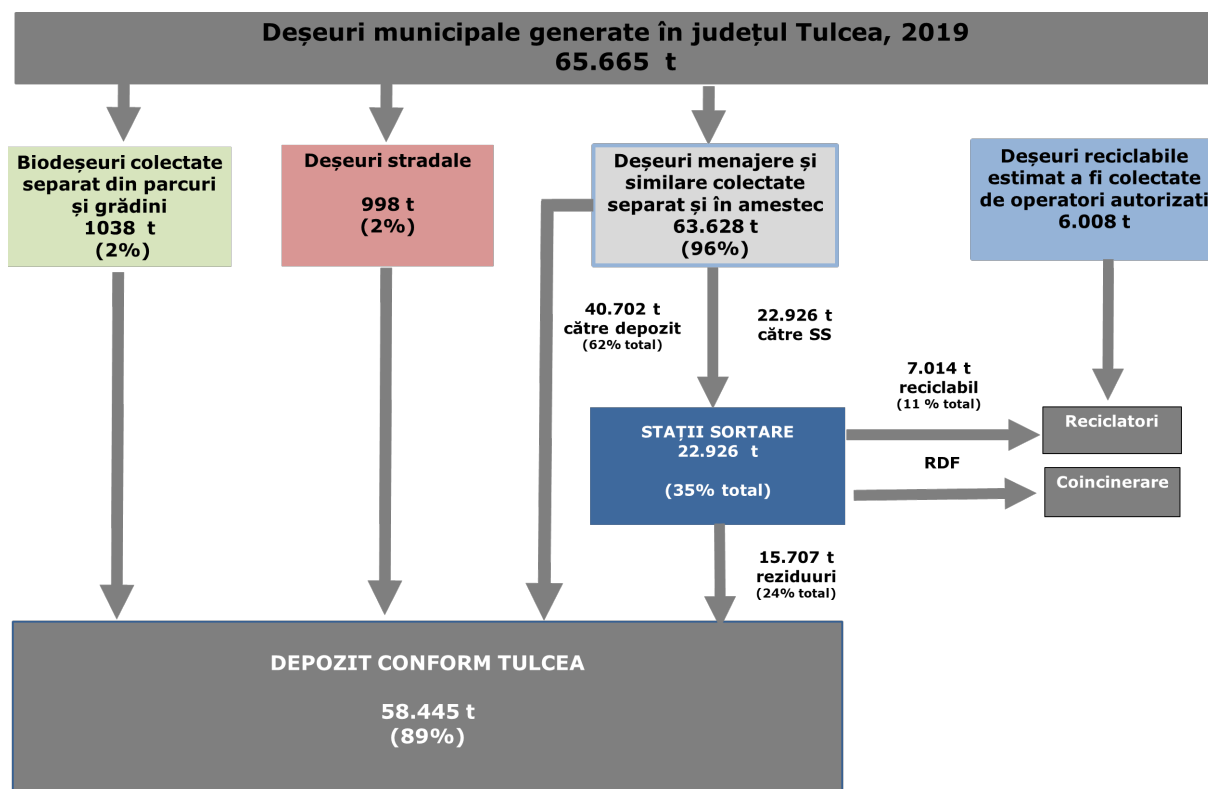 Deșeuri municipale generate în județul Tulcea, 2019
65.665 t
Biodeșeuri colectate
separat din parcuri
și grădini
1038 t
(2%)
Deșeuri stradale
998 t
(2%)
Deșeuri menajere și
similare colectate
separat și în amestec
63.628 t
(96%)
Deșeuri reciclabile
estimat a fi colectate
de operatori autorizati
6.008 t
40.702 t
către depozit
(62% total)
22.926 t
către SS
7.014 t
reciclabil
(11 % total)
STAȚII SORTARE
22.926 t
(35% total)
Reciclatori
RDF
Coincinerare
15.707 t
reziduuri
(24% total)
DEPOZIT CONFORM TULCEA
58.445 t
(89%)